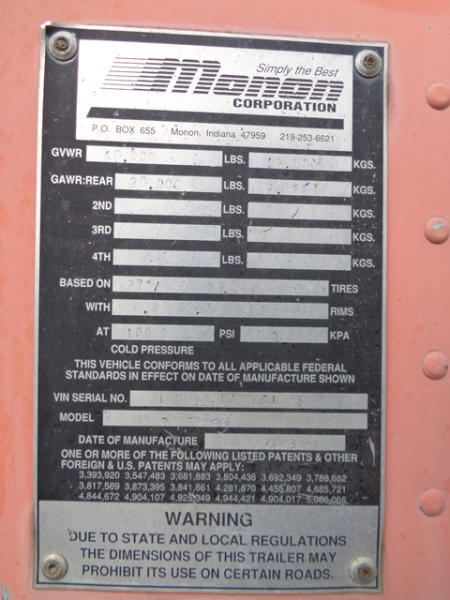 Simply the Best
Monon
CORPORATION
P.O. BOX 655 Monon, Indiana 47959 219-253-6621
GVWR LBS. KGS.
GAWR:REAR 20,000 LBS. KGS.
2ND LBS. KGS.
3RD LBS. KGS.
4TH LBS. KGS.
BASED ON TIRES
WITH RIMS
AT 100 PSI KPA
COLD PRESSURE
THIS VEHICLE CONFORMS TO ALL APPLICABLE FEDERAL
STANDARDS IN EFFECT ON DATE OF MANUFACTURE SHOWN
VIN SERIAL NO.
MODEL
DATE OF MANUFACTURE
ONE OR MORE OF THE FOLLOWING LISTED PATENTS & OTHER
FOREIGN & U.S. PATENTS MAY APPLY:
3,393,920 3,547,483 3,681,883 3,804,436 3,692,349 3,788,682
3,817,569 3,873,395 3,841,661 4,281,870 4,455,807 4,685,721
4,844,672 4,904,107 4,925,349 4,944,421 4,904,017 5,066,066
WARNING
DUE TO STATE AND LOCAL REGULATIONS
THE DIMENSIONS OF THIS TRAILER MAY
PROHIBIT ITS USE ON CERTAIN ROADS.